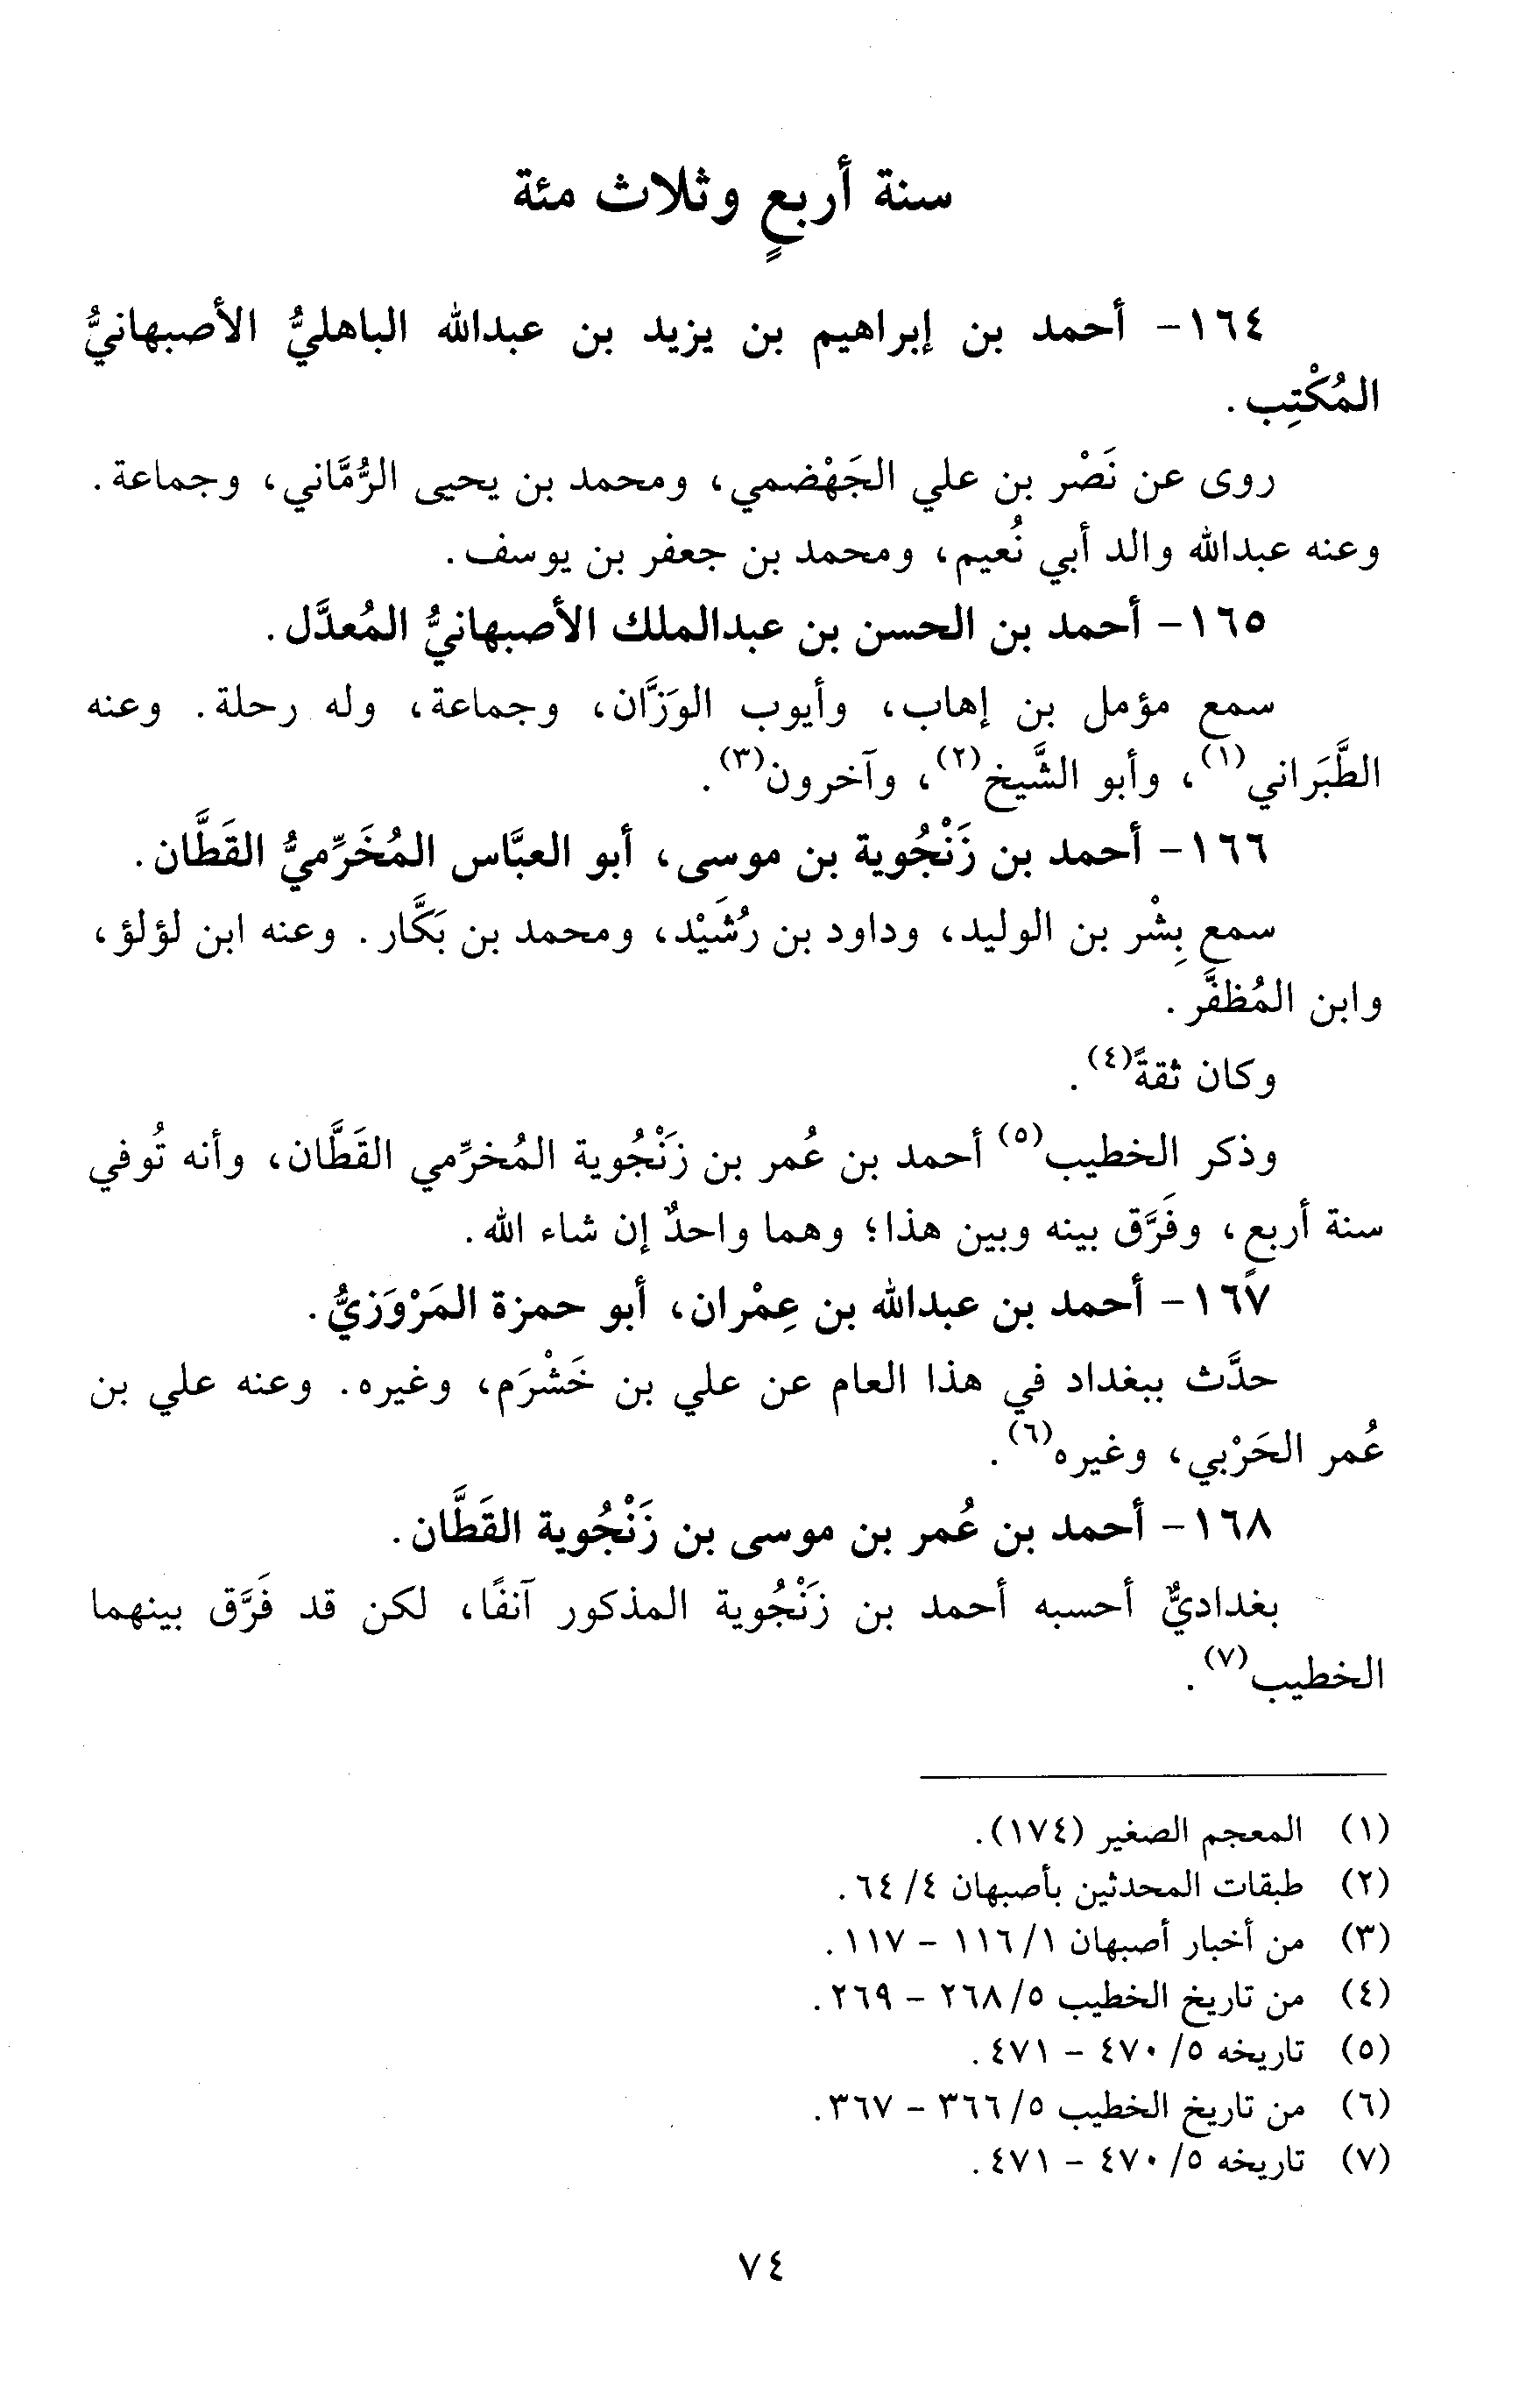 سنة أربعٍ وثلاث مئة
١٦٤- أحمد بن إبراهيم بن يزيد بن عبدالله الباهليُّ الأصبهانيُّ
المُكْتِب.
روى عن نَصْر بن علي الجَهْضمي، ومحمد بن يحيى الرُّمَّاني، وجماعة.
وعنه عبدالله والد أبي نُعيم، ومحمد بن جعفر بن يوسف.
١٦٥- أحمد بن الحسن بن عبدالملك الأصبهانيُّ المُعدَّل.
سمع مؤمل بن إهاب، وأيوب الوَزَّان، وجماعة، وله رحلة. وعنه
الطَّبَراني(١)، وأبو الشَّيخ(٢)، وآخرون(٣).
١٦٦- أحمد بن زَنْجُوية بن موسى، أبو العبَّاس المُخَرِّميُّ القَطَّان.
سمع بِشْر بن الوليد، وداود بن رُشَيْد، ومحمد بن بَكَّار. وعنه ابن لؤلؤ،
وابن المُظفَّر.
وكان ثقةً(٤).
وذكر الخطيب(٥) أحمد بن عُمر بن زَنْجُوية المُخرِّمي القَطَّان، وأنه تُوفي
سنة أربعٍ، وفَرَّق بينه وبين هذا؛ وهما واحدٌ إن شاء الله.
١٦٧- أحمد بن عبدالله بن عِمْران، أبو حمزة المَرْوَزيُّ.
حدَّث ببغداد في هذا العام عن علي بن خَشْرَم، وغيره. وعنه علي بن
عُمر الحَرْبي، وغيره(٦).
١٦٨- أحمد بن عُمر بن موسى بن زَنْجُوية القَطَّان.
بغداديٌّ أحسبه أحمد بن زَنْجُوية المذكور آنفًا، لكن قد فَرَّق بينهما
الخطيب(٧).
(١) المعجم الصغير (١٧٤).
(٢) طبقات المحدثين بأصبهان ٤/ ٦٤.
(٣) من أخبار أصبهان ١/ ١١٦ - ١١٧.
(٤) من تاريخ الخطيب ٥/ ٢٦٨ - ٢٦٩.
(٥) تاريخه ٥/ ٤٧٠ - ٤٧١.
(٦) من تاريخ الخطيب ٥/ ٣٦٦ - ٣٦٧.
(٧) تاريخه ٥/ ٤٧٠ - ٤٧١.
٧٤